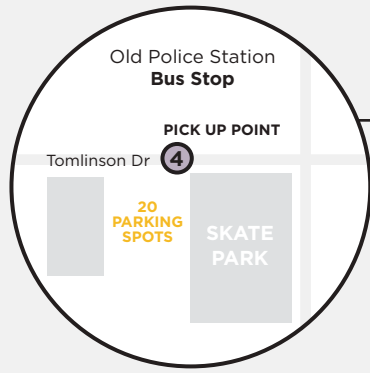 Old Police Station
Bus Stop
PICK UP POINT
Tomlinson Dr
4
20
PARKING
SPOTS
SKATE
PARK